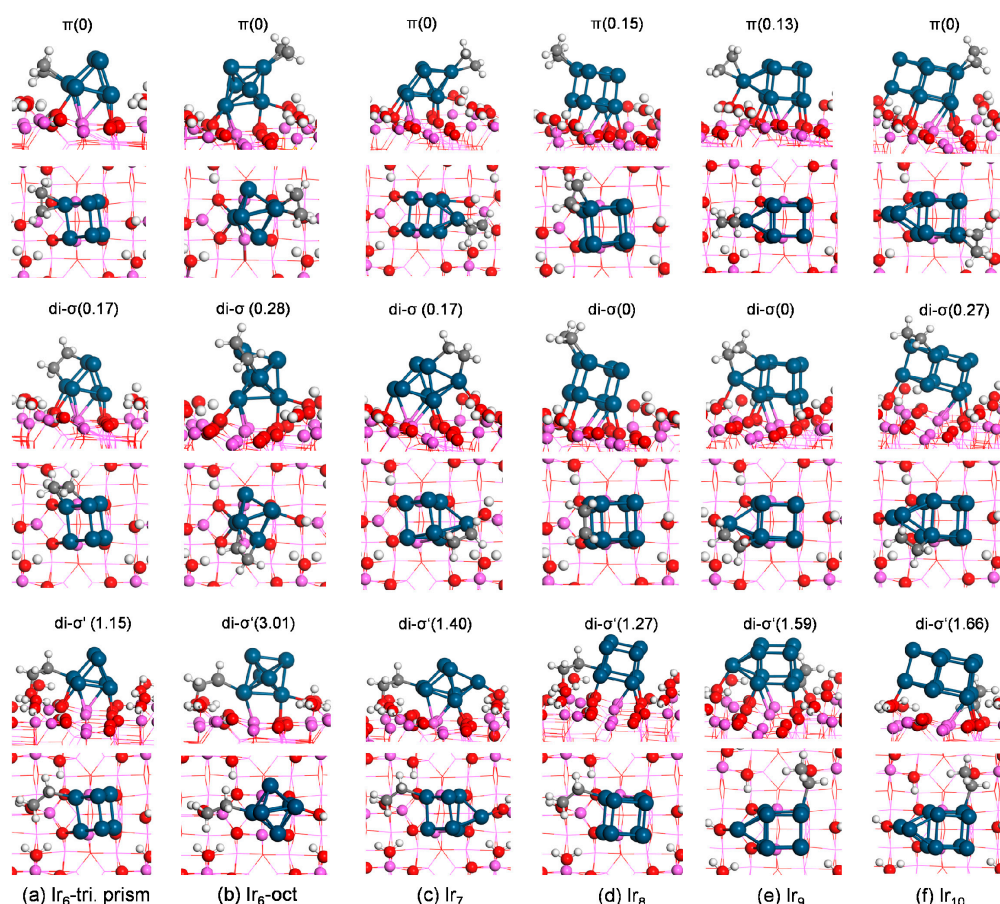 π(0) π(0) π(0) π(0.15) π(0.13) π(0)
di-σ(0.17) di-σ (0.28) di-σ (0.17) di-σ(0) di-σ(0) di-σ(0.27)
di-σ' (1.15) di-σ'(3.01) di-σ'(1.40) di-σ'(1.27) di-σ'(1.59) di-σ'(1.66)
(a) Ir₆-tri. prism (b) Ir₆-oct (c) Ir₇ (d) Ir₈ (e) Ir₉ (f) Ir₁₀